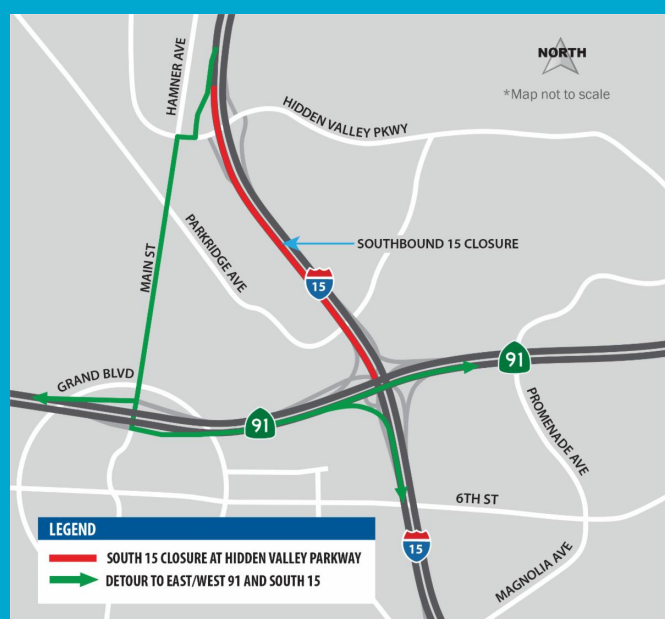 HAMNER AVE
NORTH
*Map not to scale
HIDDEN VALLEY PKWY
PARKRIDGE AVE
SOUTHBOUND 15 CLOSURE
MAIN ST
15
91
GRAND BLVD
91
PROMENADE AVE
6TH ST
15
MAGNOLIA AVE
LEGEND
SOUTH 15 CLOSURE AT HIDDEN VALLEY PARKWAY
DETOUR TO EAST/WEST 91 AND SOUTH 15